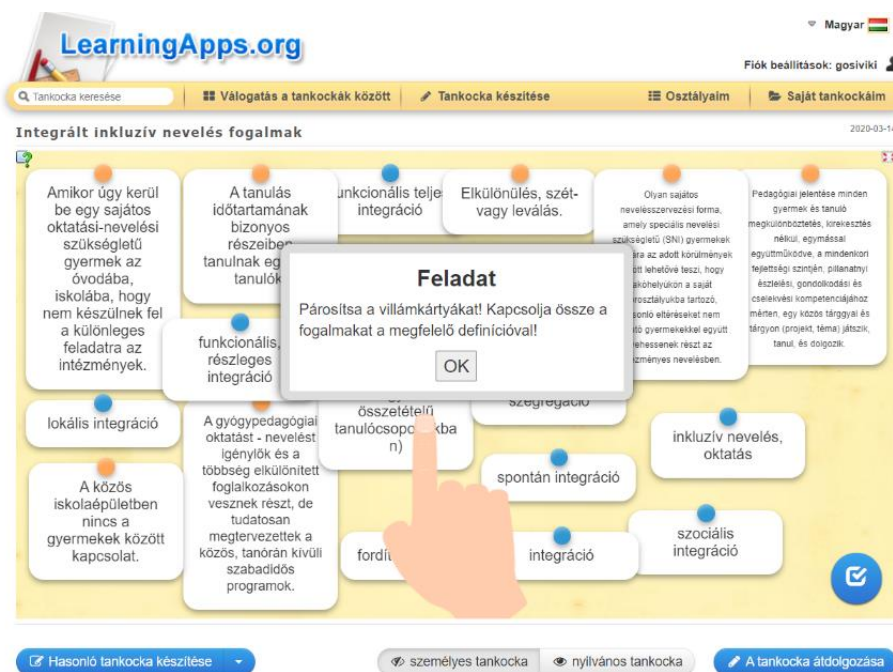 LearningApps.org
Magyar
Fiók beállítások: gosiviki
Tankocka keresése
Válogatás a tankockák között
Tankocka készítése
Osztályaim
Saját tankockáim
Integrált inkluzív nevelés fogalmak
Amikor úgy kerül
be egy sajátos
oktatási-nevelési
szükségletű
gyermek az
óvodába,
iskolába, hogy
nem készülnek fel
a különleges
feladatra az
intézmények.
A tanulás
időtartamának
bizonyos
részeiben
tanulnak
tanulók
integráció
Elkülönülés, szét-
vagy leválás.
Olyan sajátos
nevelésszervezési forma,
amely speciális nevelési
szükségletű (SNI) gyermekek
az adott körülmények
lehetővé teszi, hogy
a saját
tartozó,
eltéréseket nem
gyermekekkel együtt
részt az
nevelésben.
Pedagógiai jelentése minden
gyermek és tanuló
megkülönböztetés, kirekesztés
nélkül, egymással
együttműködve, a mindenkori
fejlettségi szintjén, pillanatnyi
észlelési, gondolkodási és
cselekvési kompetenciájához
mérten, egy közös tárggyal és
tárgyon (projekt, téma) játszik,
tanul, és dolgozik.
Feladat
Párosítsa a villámkártyákat! Kapcsolja össze a
fogalmakat a megfelelő definícióval!
OK
funkcionális,
részleges
integráció
lokális integráció
A gyógypedagógiai
oktatást - nevelést
igénylők és a
többség elkülönített
foglalkozásokon
vesznek részt, de
tudatosan
megtervezettek a
közös, tanórán kívüli
szabadidős
programok.
összetételű
n)
szegregáció
inkluzív nevelés,
oktatás
spontán integráció
A közös
iskolaépületben
nincs a
gyermekek között
kapcsolat.
integráció
szociális
integráció
Hasonló tankocka készítése
személyes tankocka
nyilvános tankocka
A tankocka átdolgozása